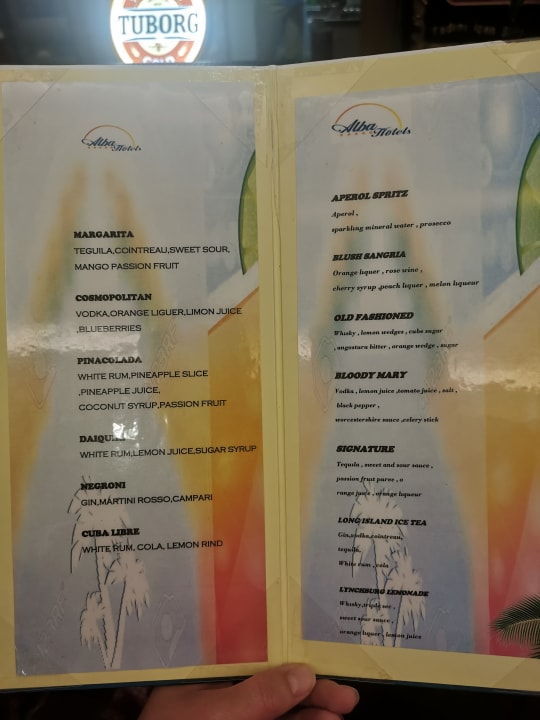 TUBORG
GOLD
Alba Hotels
MARGARITA
TEGUILA,COINTREAU,SWEET SOUR,
MANGO PASSION FRUIT
COSMOPOLITAN
VODKA,ORANGE LIGUER,LIMON JUICE
,BLUEBERRIES
PINACOLADA
WHITE RUM,PINEAPPLE SLICE
,PINEAPPLE JUICE,
COCONUT SYRUP,PASSION FRUIT
DAIQUIRI
WHITE RUM,LEMON JUICE,SUGAR SYRUP
NEGRONI
GIN,MARTINI ROSSO,CAMPARI
CUBA LIBRE
WHITE RUM, COLA, LEMON RIND
Alba Hotels
APEROL SPRITZ
Aperol ,
sparkling mineral water , prosecco
BLUSH SANGRIA
Orange liquer , rose wine ,
cherry syrup ,peach liquer , melon liqueur
OLD FASHIONED
Whisky , lemon wedges , cube sugar
, angostura bitter , orange wedge , sugar
BLOODY MARY
Vodka , lemon juice ,tomato juice , salt ,
black pepper ,
worcestershire sauce ,celery stick
SIGNATURE
Tequila , sweet and sour sauce ,
passion fruit puree , o
range juice , orange liqueur
LONG ISLAND ICE TEA
Gin,vodka,cointreau,
tequila,
White rum , cola
LYNCHBURG LEMONADE
Whisky,triple sec ,
sweet sour sauce ,
orange liquer , lemon juice